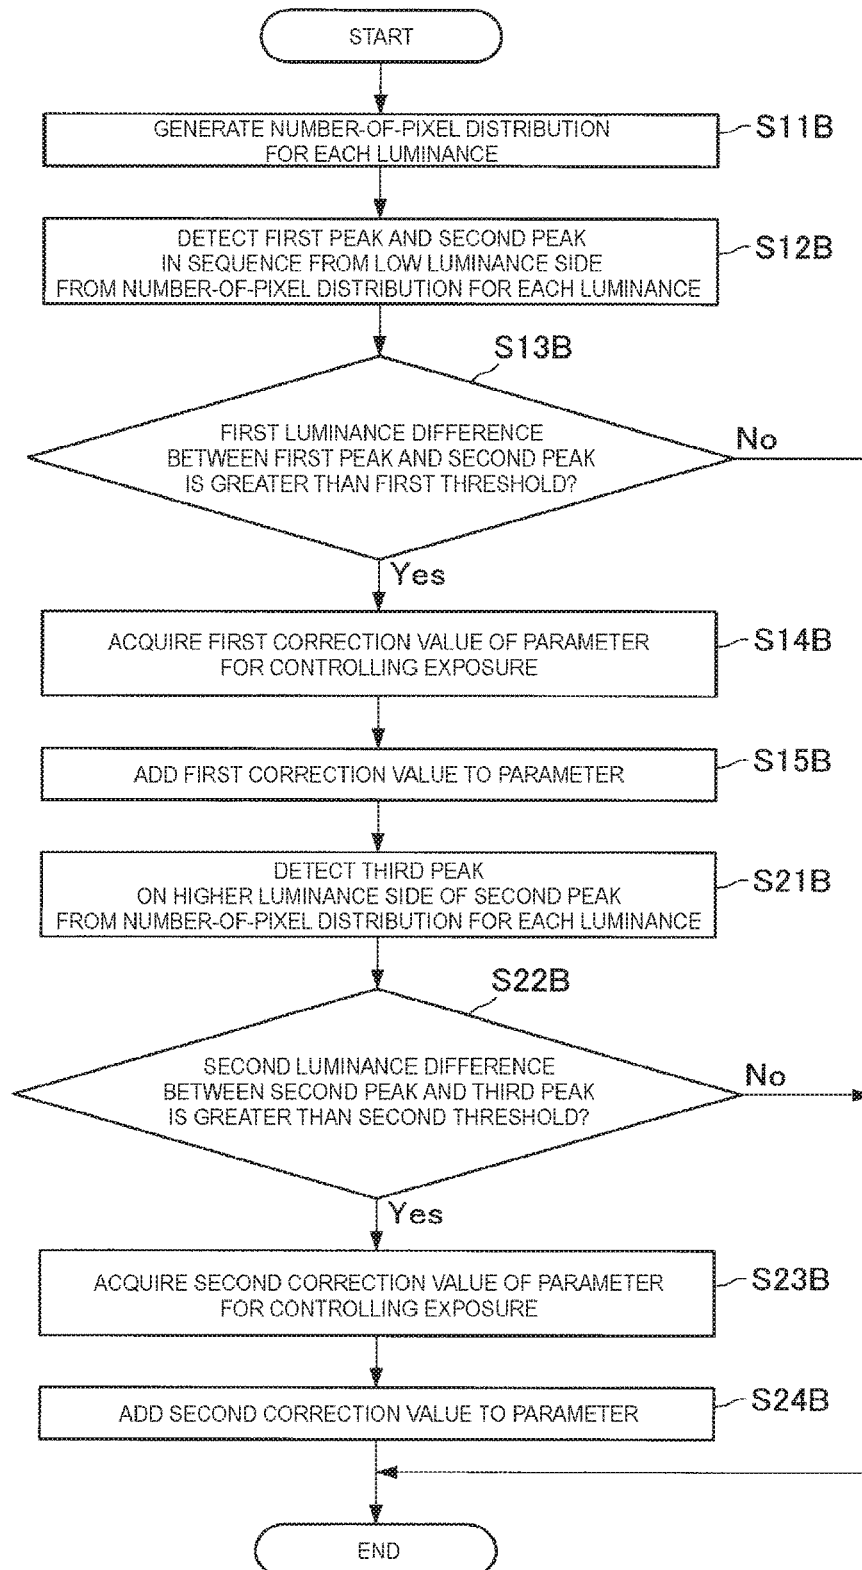 START
GENERATE NUMBER-OF-PIXEL DISTRIBUTION
FOR EACH LUMINANCE
S11B
DETECT FIRST PEAK AND SECOND PEAK
IN SEQUENCE FROM LOW LUMINANCE SIDE
FROM NUMBER-OF-PIXEL DISTRIBUTION FOR EACH LUMINANCE
S12B
S13B
FIRST LUMINANCE DIFFERENCE
BETWEEN FIRST PEAK AND SECOND PEAK
IS GREATER THAN FIRST THRESHOLD?
No
Yes
ACQUIRE FIRST CORRECTION VALUE OF PARAMETER
FOR CONTROLLING EXPOSURE
S14B
ADD FIRST CORRECTION VALUE TO PARAMETER
S15B
DETECT THIRD PEAK
ON HIGHER LUMINANCE SIDE OF SECOND PEAK
FROM NUMBER-OF-PIXEL DISTRIBUTION FOR EACH LUMINANCE
S21B
S22B
SECOND LUMINANCE DIFFERENCE
BETWEEN SECOND PEAK AND THIRD PEAK
IS GREATER THAN SECOND THRESHOLD?
No
Yes
ACQUIRE SECOND CORRECTION VALUE OF PARAMETER
FOR CONTROLLING EXPOSURE
S23B
ADD SECOND CORRECTION VALUE TO PARAMETER
S24B
END